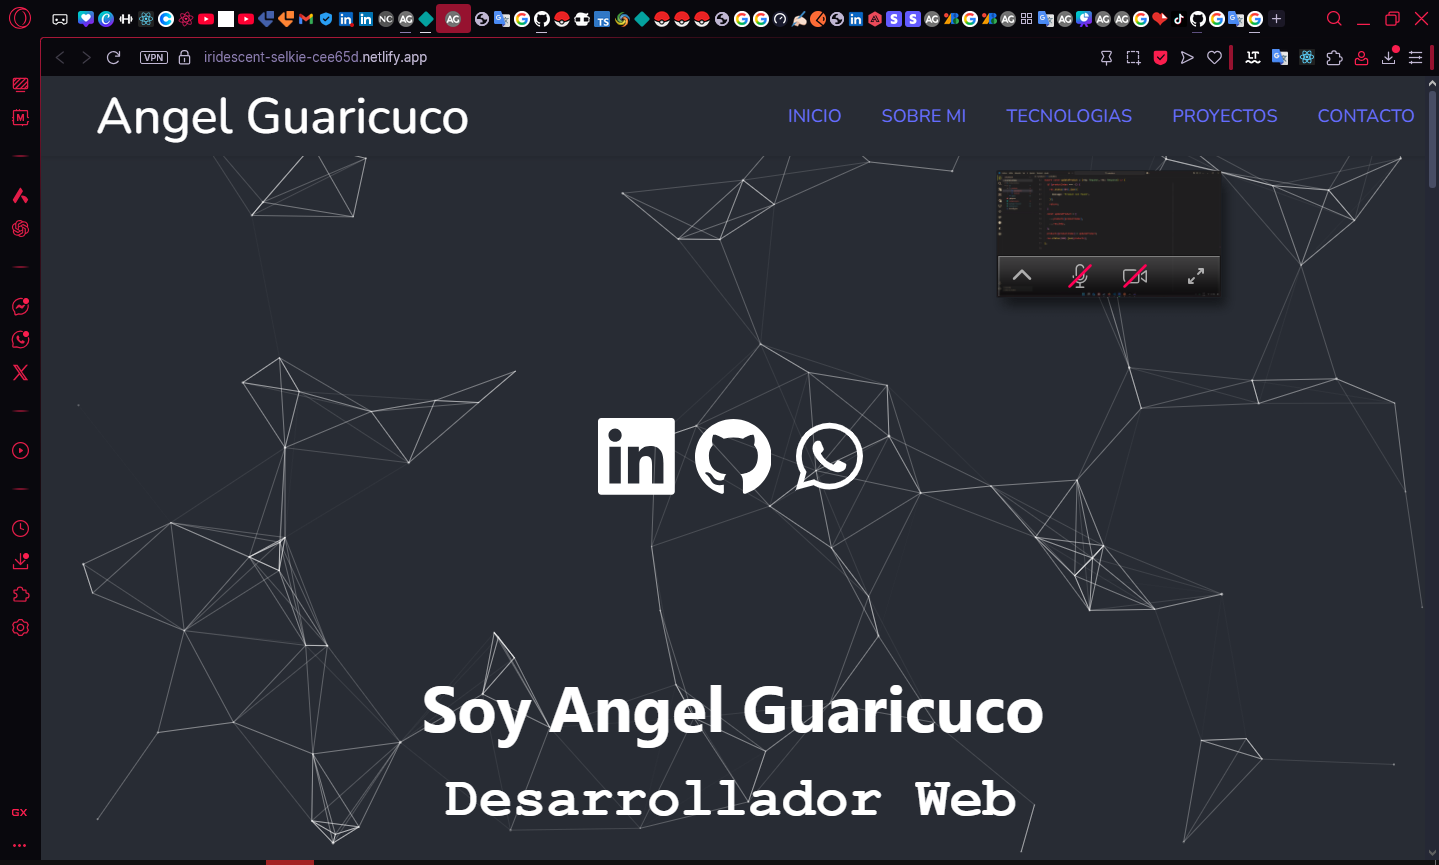 VPN
iridescent-selkie-cee65d.netlify.app
Angel Guaricuco
INICIO
SOBRE MI
TECNOLOGIAS
PROYECTOS
CONTACTO
in
Soy Angel Guaricuco
Desarrollador Web
GX